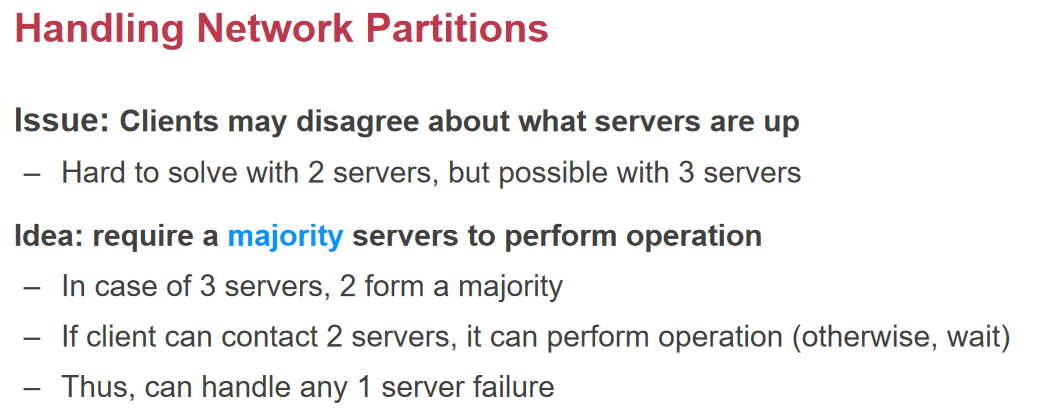 Handling Network Partitions
Issue: Clients may disagree about what servers are up
– Hard to solve with 2 servers, but possible with 3 servers
Idea: require a majority servers to perform operation
– In case of 3 servers, 2 form a majority
– If client can contact 2 servers, it can perform operation (otherwise, wait)
– Thus, can handle any 1 server failure